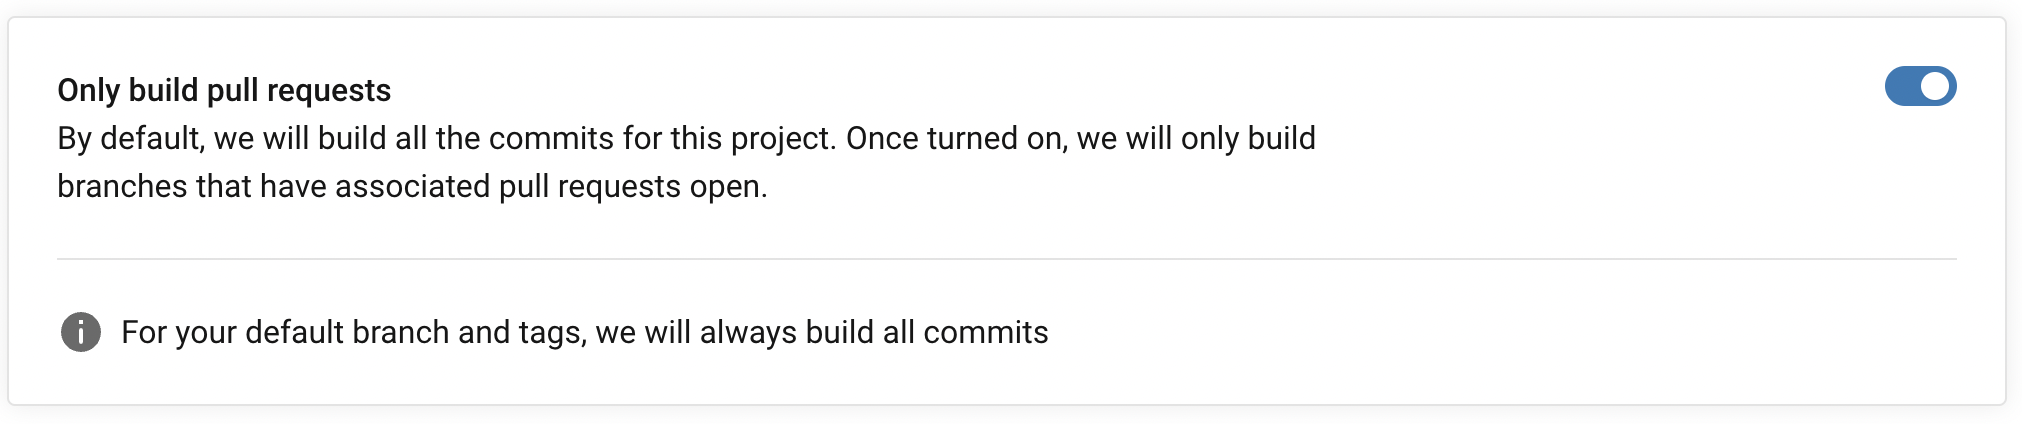 Only build pull requests
By default, we will build all the commits for this project. Once turned on, we will only build
branches that have associated pull requests open.
For your default branch and tags, we will always build all commits